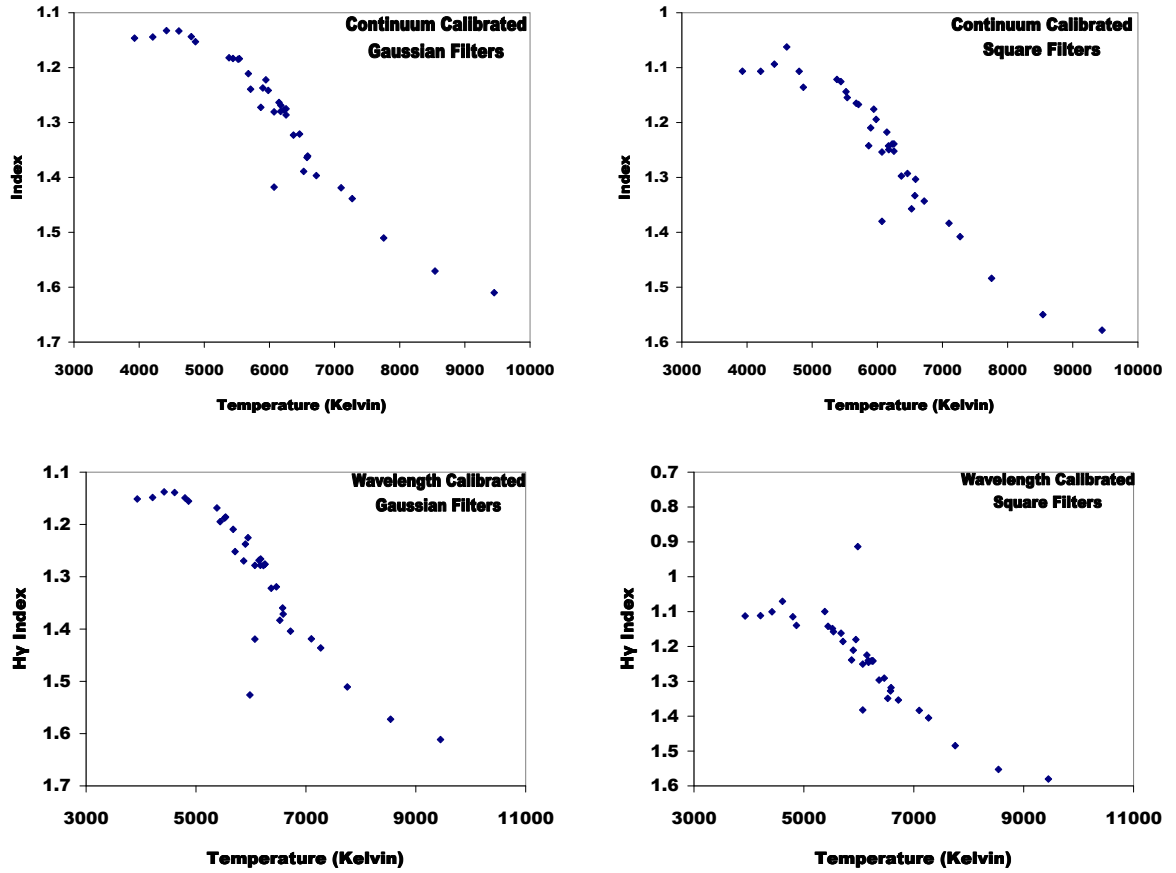 Continuum Calibrated
Gaussian Filters
1.1
1.2
1.3
1.4
1.5
1.6
1.7
Index
3000 4000 5000 6000 7000 8000 9000 10000
Temperature (Kelvin)
Continuum Calibrated
Square Filters
1
1.1
1.2
1.3
1.4
1.5
1.6
Index
3000 4000 5000 6000 7000 8000 9000 10000
Temperature (Kelvin)
Wavelength Calibrated
Gaussian Filters
1.1
1.2
1.3
1.4
1.5
1.6
1.7
Hγ Index
3000 5000 7000 9000 11000
Temperature (Kelvin)
Wavelength Calibrated
Square Filters
0.7
0.8
0.9
1
1.1
1.2
1.3
1.4
1.5
1.6
Hγ Index
3000 5000 7000 9000 11000
Temperature (Kelvin)